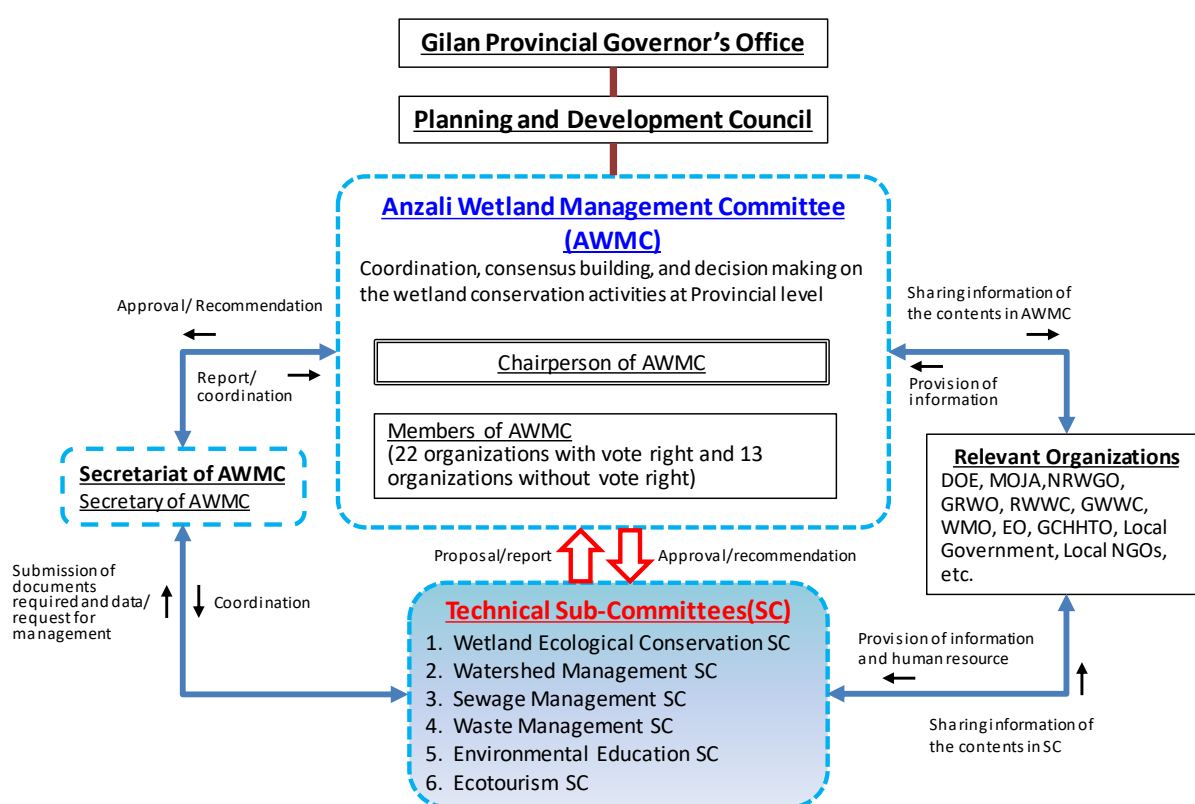 Gilan Provincial Governor's Office
Planning and Development Council
Anzali Wetland Management Committee
(AWMC)
Coordination, consensus building, and decision making on
the wetland conservation activities at Provincial level
Chairperson of AWMC
Members of AWMC
(22 organizations with vote right and 13
organizations without vote right)
Approval/ Recommendation
Report/
coordination
Sharing information of
the contents in AWMC
Provision of
information
Secretariat of AWMC
Secretary of AWMC
Relevant Organizations
DOE, MOJA,NRWGO,
GRWO, RWWC, GWWC,
WMO, EO, GCHHTO, Local
Government, Local NGOs,
etc.
Proposal/report
Approval/recommendation
Submission of
documents
required and data/
request for
management
Coordination
Technical Sub-Committees(SC)
1. Wetland Ecological Conservation SC
2. Watershed Management SC
3. Sewage Management SC
4. Waste Management SC
5. Environmental Education SC
6. Ecotourism SC
Provision of information
and human resource
Sharing information of
the contents in SC